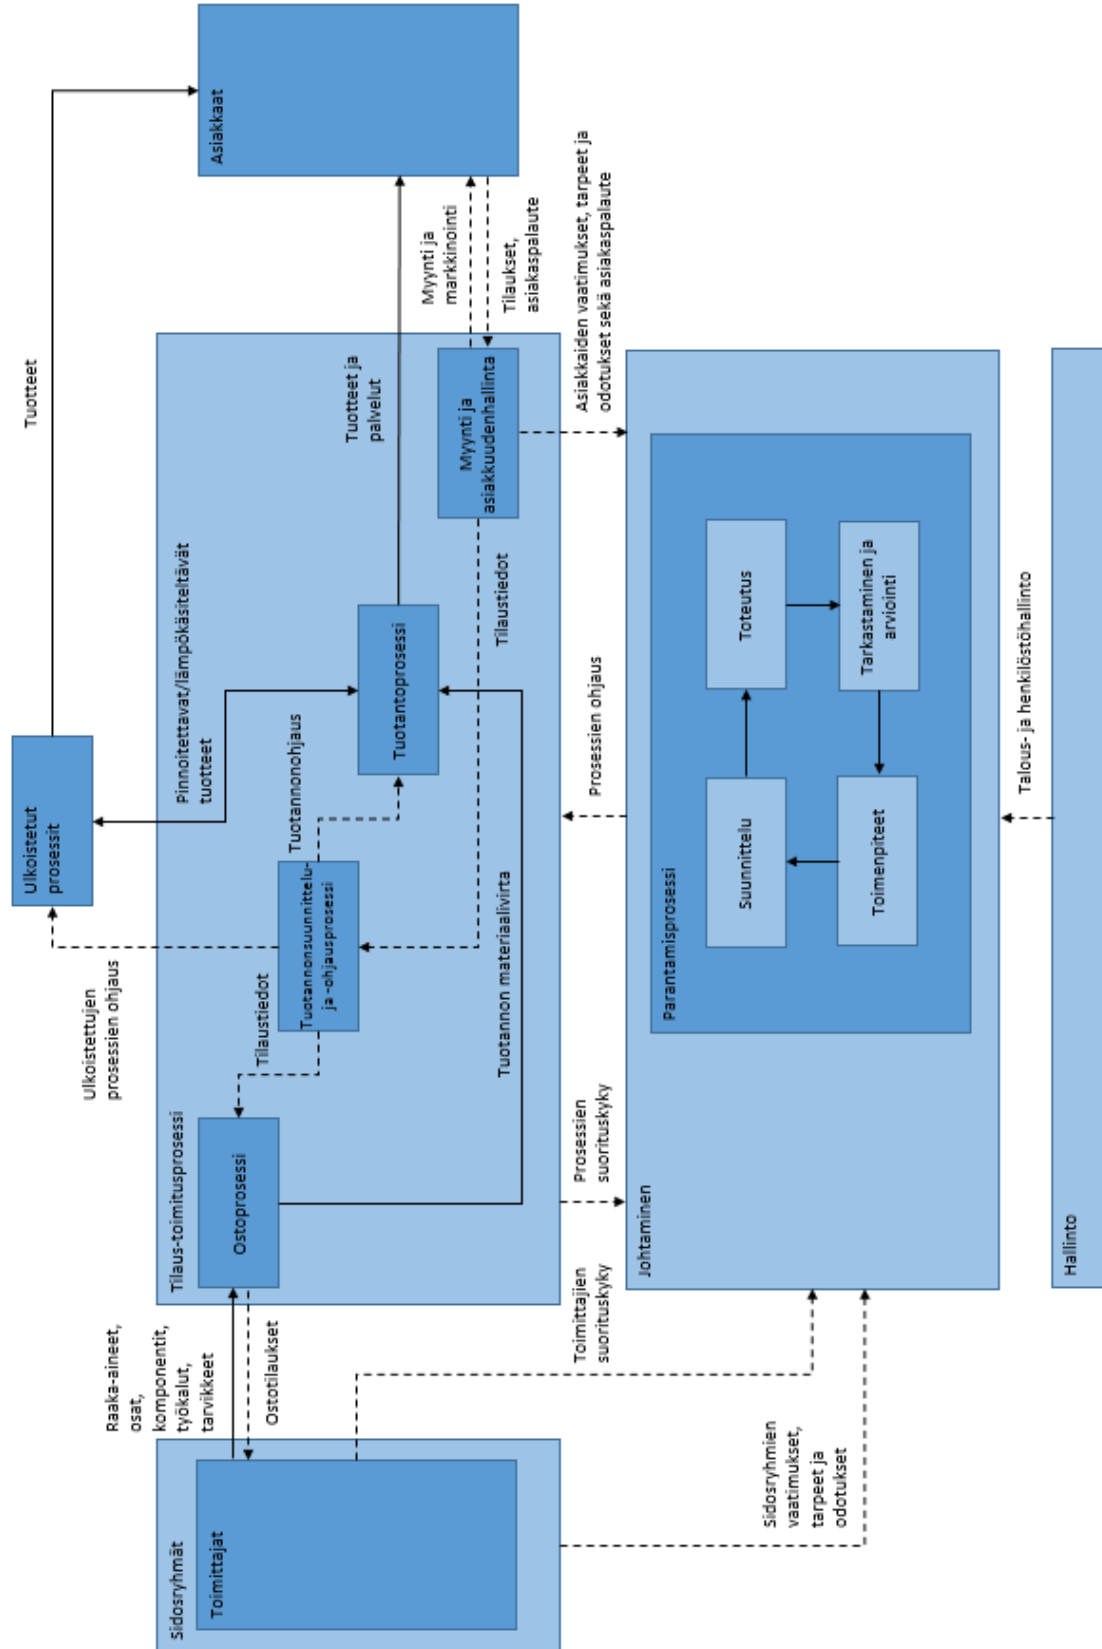 Ulkoistetut
prosessit
Tuotteet
Asiakkaat
Ulkoistettujen
prosessien ohjaus
Pinnoitettavat/lämpökäsiteltävät
tuotteet
Raaka-aineet,
osat,
komponentit,
työkalut,
tarvikkeet
Ostotilaukset
Sidosryhmät
Toimittajat
Tilaus-toimitusprosessi
Ostoprosessi
Tilaustiedot
Tuotannonsuunnittelu-
ja -ohjausprosessi
Tuotannonohjaus
Tuotantoprosessi
Tuotteet ja
palvelut
Tuotannon materiaalivirta
Tilaustiedot
Myynti ja
asiakkuudenhallinta
Myynti ja
markkinointi
Tilaukset,
asiakaspalaute
Toimittajien
suorituskyky
Prosessien
suorituskyky
Prosessien ohjaus
Asiakkaiden vaatimukset, tarpeet ja
odotukset sekä asiakaspalaute
Sidosryhmien
vaatimukset,
tarpeet ja
odotukset
Johtaminen
Parantamisprosessi
Suunnittelu
Toteutus
Toimenpiteet
Tarkastaminen ja
arviointi
Talous- ja henkilöstöhallinto
Hallinto